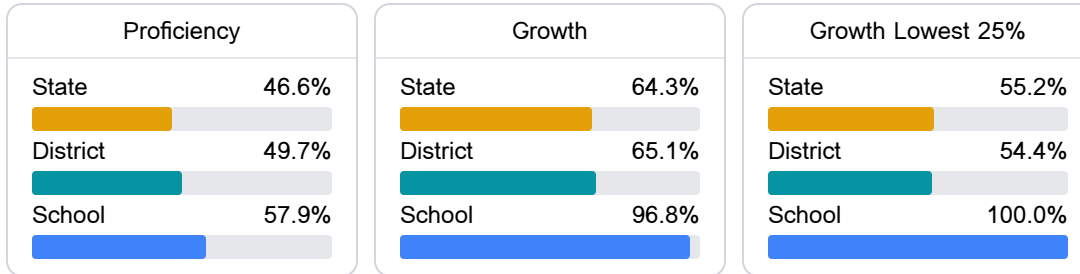 Proficiency
State 46.6%
District 49.7%
School 57.9%
Growth
State 64.3%
District 65.1%
School 96.8%
Growth Lowest 25%
State 55.2%
District 54.4%
School 100.0%